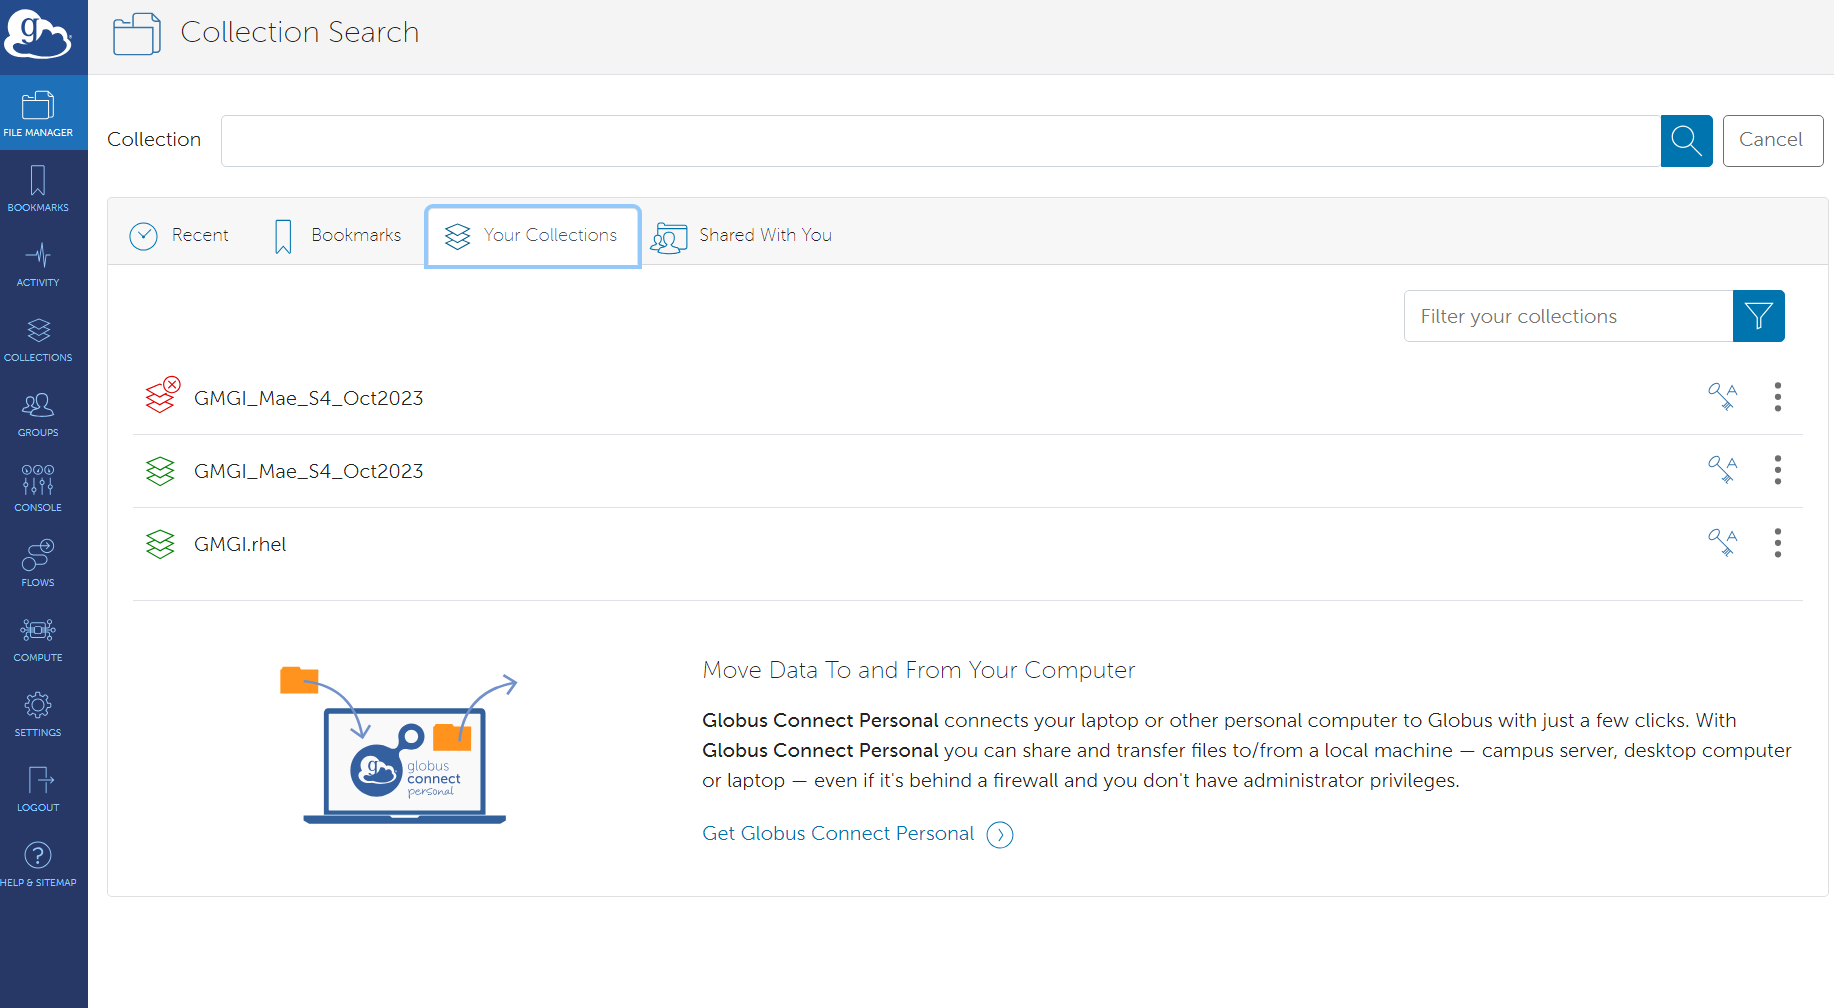 g
Collection Search
FILE MANAGER
BOOKMARKS
ACTIVITY
COLLECTIONS
GROUPS
CONSOLE
FLOWS
COMPUTE
SETTINGS
LOGOUT
HELP & SITEMAP
Collection
Cancel
Recent
Bookmarks
Your Collections
Shared With You
Filter your collections
GMGI_Mae_S4_Oct2023
A
GMGI_Mae_S4_Oct2023
A
GMGI.rhel
A
g
globus
connect
personal
Move Data To and From Your Computer
Globus Connect Personal connects your laptop or other personal computer to Globus with just a few clicks. With
Globus Connect Personal you can share and transfer files to/from a local machine — campus server, desktop computer
or laptop — even if it's behind a firewall and you don't have administrator privileges.
Get Globus Connect Personal